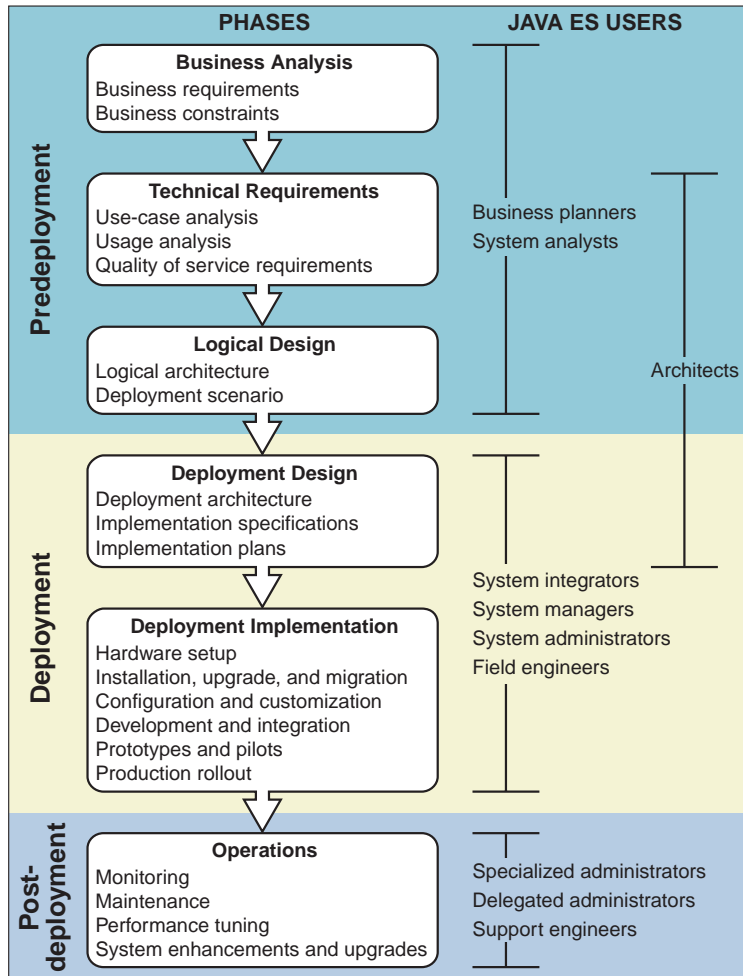 PHASES
JAVA ES USERS
Predeployment
Business Analysis
Business requirements
Business constraints
Technical Requirements
Use-case analysis
Usage analysis
Quality of service requirements
Logical Design
Logical architecture
Deployment scenario
Business planners
System analysts
Architects
Deployment
Deployment Design
Deployment architecture
Implementation specifications
Implementation plans
Deployment Implementation
Hardware setup
Installation, upgrade, and migration
Configuration and customization
Development and integration
Prototypes and pilots
Production rollout
System integrators
System managers
System administrators
Field engineers
Post-
deployment
Operations
Monitoring
Maintenance
Performance tuning
System enhancements and upgrades
Specialized administrators
Delegated administrators
Support engineers